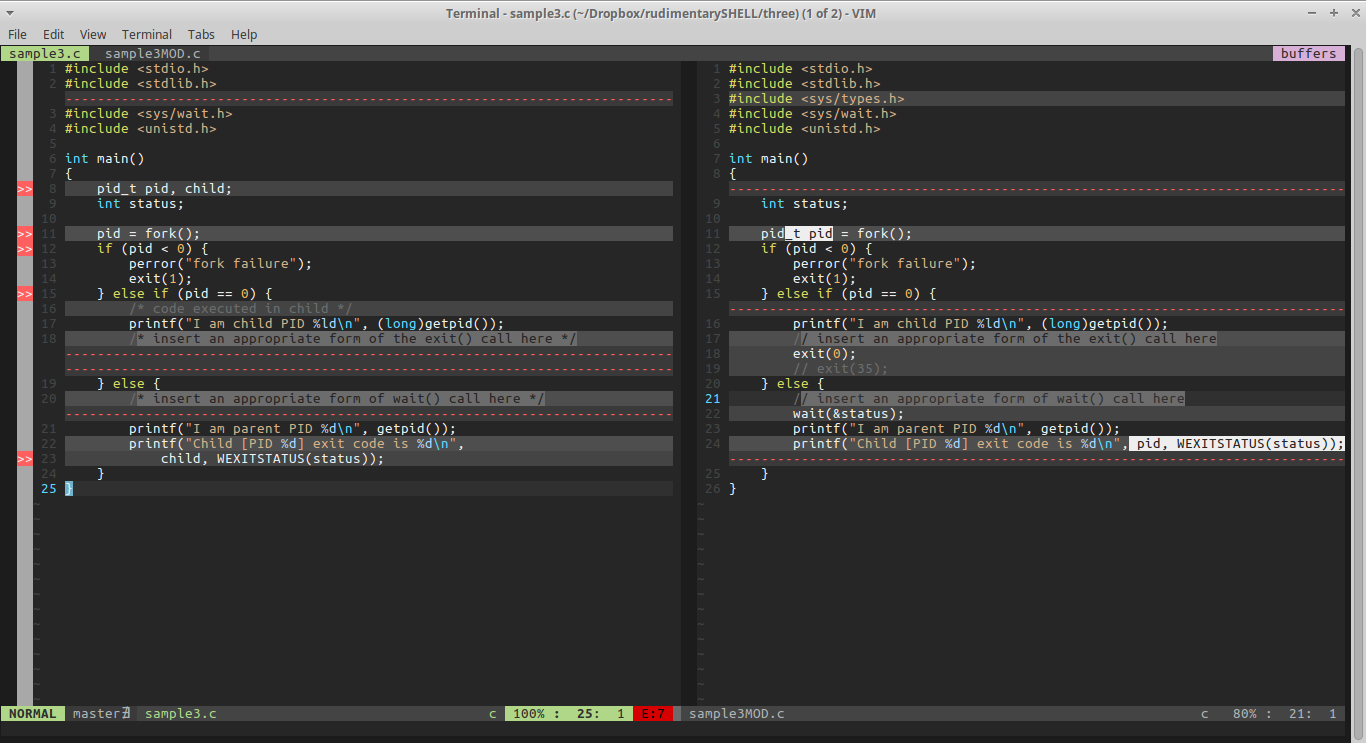 Terminal - sample3.c (~/Dropbox/rudimentarySHELL/three) (1 of 2) - VIM
File Edit View Terminal Tabs Help
sample3.c sample3MOD.c buffers
1 #include <stdio.h>
2 #include <stdlib.h>
3 #include <sys/wait.h>
4 #include <unistd.h>
5
6 int main()
7 {
>> 8     pid_t pid, child;
9     int status;
10
>> 11     pid = fork();
>> 12     if (pid < 0) {
13         perror("fork failure");
14         exit(1);
>> 15     } else if (pid == 0) {
16         /* code executed in child */
17         printf("I am child PID %ld\n", (long)getpid());
18         /* insert an appropriate form of the exit() call here */
19     } else {
20         /* insert an appropriate form of wait() call here */
21         printf("I am parent PID %d\n", getpid());
22         printf("Child [PID %d] exit code is %d\n",
>> 23             child, WEXITSTATUS(status));
24     }
25 }
1 #include <stdio.h>
2 #include <stdlib.h>
3 #include <sys/types.h>
4 #include <sys/wait.h>
5 #include <unistd.h>
6
7 int main()
8 {
9     int status;
10
11     pid_t pid = fork();
12     if (pid < 0) {
13         perror("fork failure");
14         exit(1);
15     } else if (pid == 0) {
16         printf("I am child PID %ld\n", (long)getpid());
17         // insert an appropriate form of the exit() call here
18         exit(0);
19         // exit(35);
20     } else {
21         // insert an appropriate form of wait() call here
22         wait(&status);
23         printf("I am parent PID %d\n", getpid());
24         printf("Child [PID %d] exit code is %d\n", pid, WEXITSTATUS(status));
25     }
26 }
NORMAL master sample3.c c 100% : 25: 1 E:7 sample3MOD.c c 80% : 21: 1